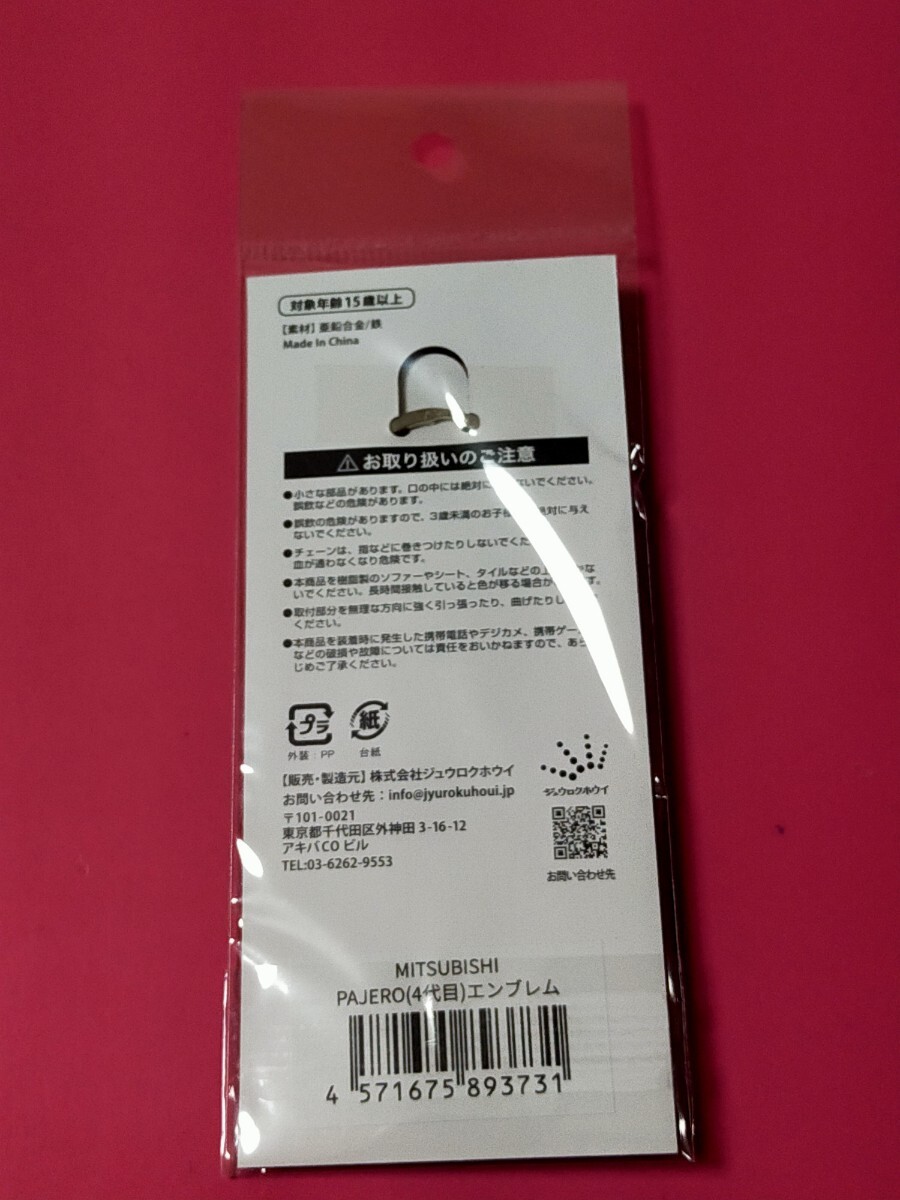 対象年齢15歳以上
【素材】亜鉛合金/鉄
Made In China
⚠お取り扱いのご注意
●小さな部品があります。口の中には絶対に
ないでください。
誤飲などの危険があります。
●誤飲の危険がありますので、3歳未満のお子
絶対に与え
ないでください。
●チェーンは、指などに巻きつけたりしないでくだ
血が通わなくなり危険です。
●本商品を樹脂製のソファーやシート、タイルなどの上
な
いでください。長時間接触していると色が移る場合が
す。
●取付部分を無理な方向に強く引っ張ったり、曲げたりし
ください。
●本商品を装着時に発生した携帯電話やデジカメ、携帯ゲー
などの破損や故障については責任をおいかねますので、あら
じめご了承ください。
プラ
紙
外装：PP
台紙
【販売・製造元】株式会社ジュウロクホウイ
お問い合わせ先：info@jyurokuhoui.jp
〒101-0021
東京都千代田区外神田 3-16-12
アキバCO ビル
TEL:03-6262-9553
ジュウロクホウイ
お問い合わせ先
MITSUBISHI
PAJERO(4代目)エンブレム
4 571675 893731